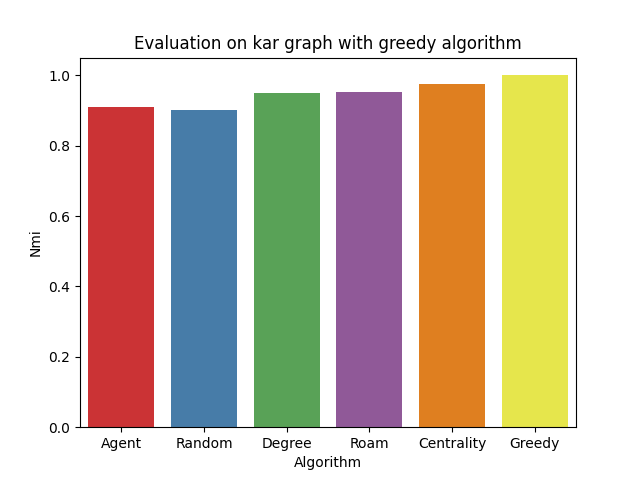 Evaluation on kar graph with greedy algorithm
1.0
0.8
0.6
0.4
0.2
0.0
Nmi
Agent Random Degree Roam Centrality Greedy
Algorithm